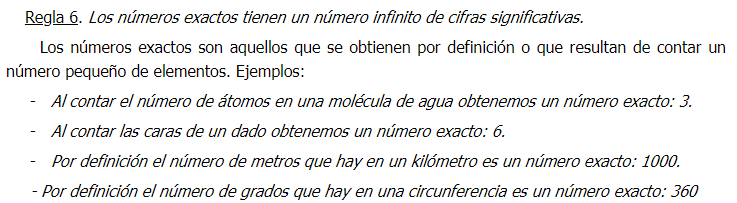 Regla 6. Los números exactos tienen un número infinito de cifras significativas.
Los números exactos son aquellos que se obtienen por definición o que resultan de contar un
número pequeño de elementos. Ejemplos:
- Al contar el número de átomos en una molécula de agua obtenemos un número exacto: 3.
- Al contar las caras de un dado obtenemos un número exacto: 6.
- Por definición el número de metros que hay en un kilómetro es un número exacto: 1000.
- Por definición el número de grados que hay en una circunferencia es un número exacto: 360